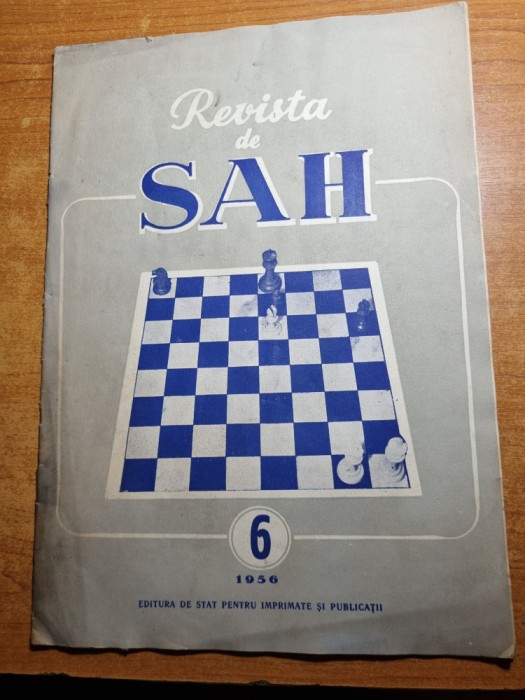 Revista
de
SAH
6
1956
EDITURA DE STAT PENTRU IMPRIMATE ȘI PUBLICAȚII